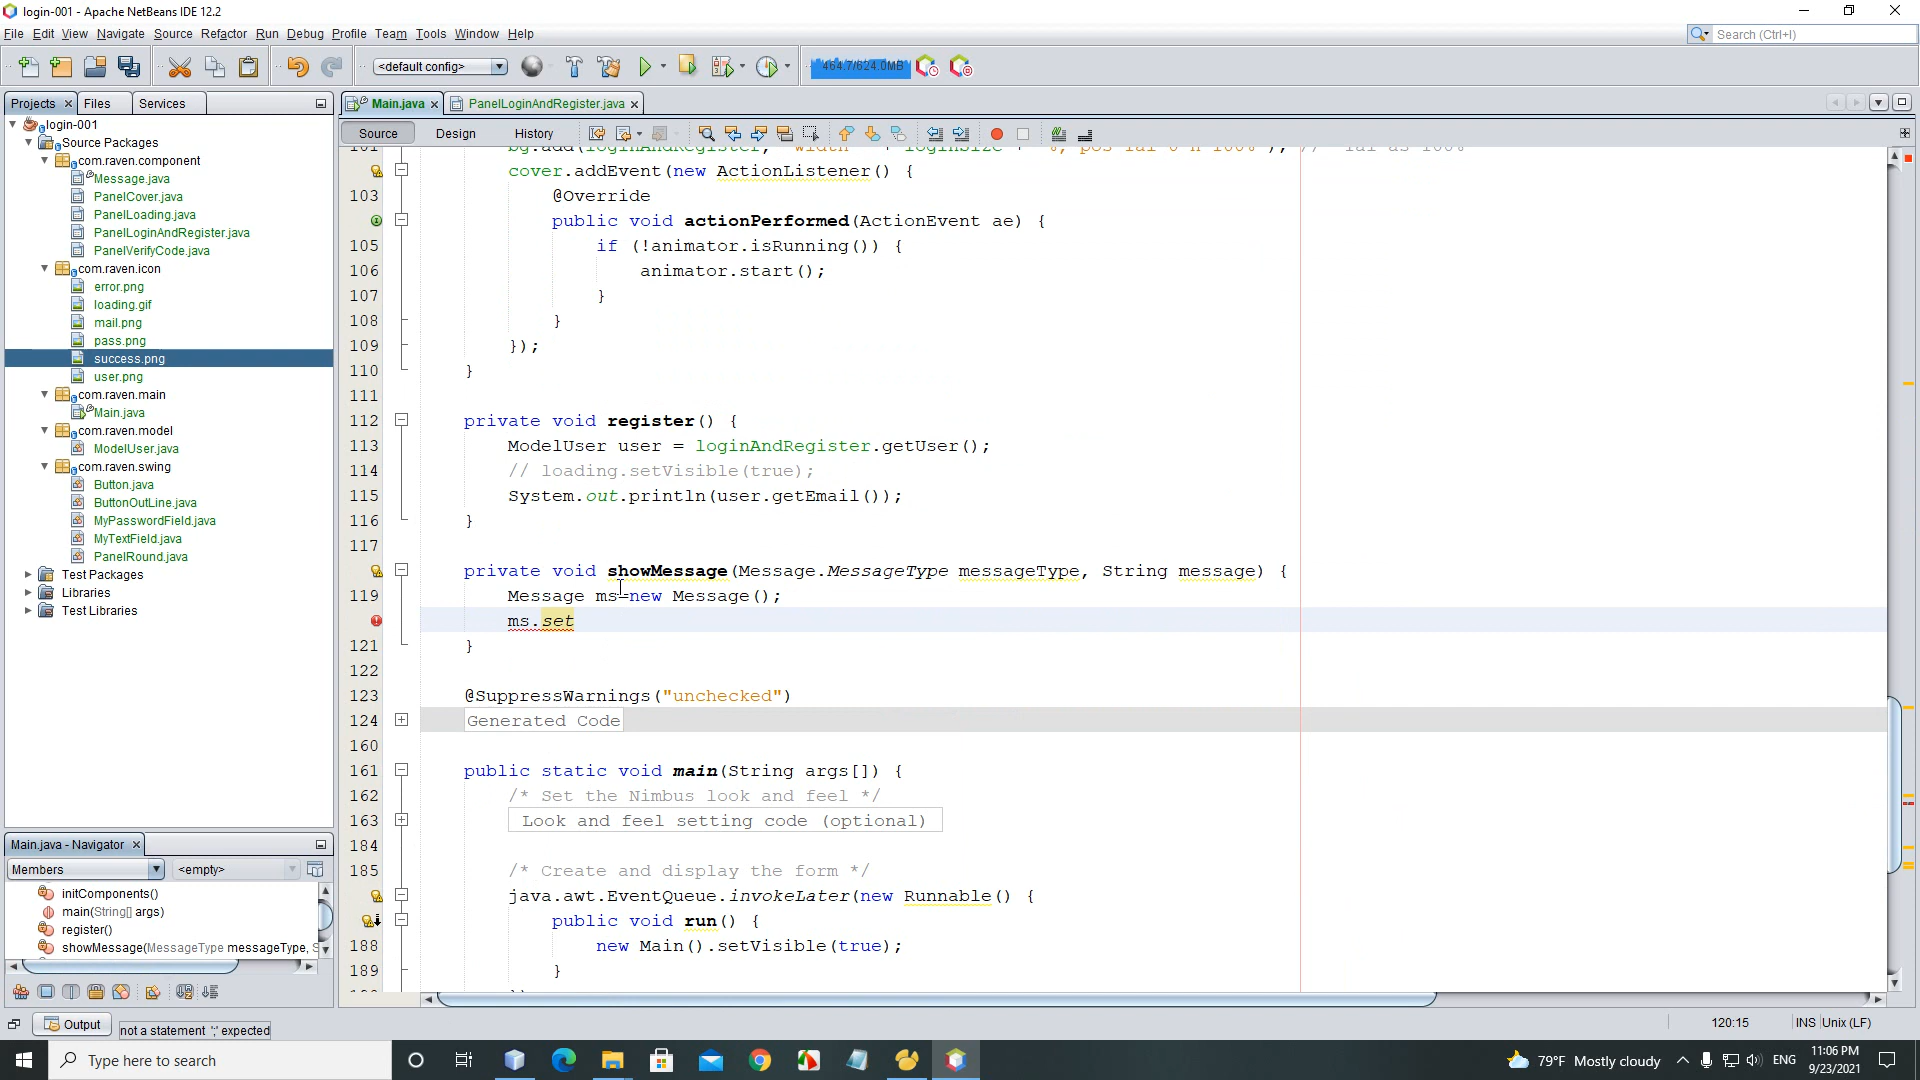 login-001 - Apache NetBeans IDE 12.2
File Edit View Navigate Source Refactor Run Debug Profile Team Tools Window Help
Search (Ctrl+I)
<default config>
464.7/624.0MB
Projects Files Services
Main.java PanelLoginAndRegister.java
Source Design History
login-001
Source Packages
com.raven.component
Message.java
PanelCover.java
PanelLoading.java
PanelLoginAndRegister.java
PanelVerifyCode.java
com.raven.icon
error.png
loading.gif
mail.png
pass.png
success.png
user.png
com.raven.main
Main.java
com.raven.model
ModelUser.java
com.raven.swing
Button.java
ButtonOutLine.java
MyPasswordField.java
MyTextField.java
PanelRound.java
Test Packages
Libraries
Test Libraries
Main.java - Navigator
Members <empty>
initComponents()
main(String[] args)
register()
showMessage(MessageType messageType, S
cover.addEvent(new ActionListener() {
103 @Override
public void actionPerformed(ActionEvent ae) {
105 if (!animator.isRunning()) {
106 animator.start();
107 }
108 }
109 });
110 }
111
112 private void register() {
113 ModelUser user = loginAndRegister.getUser();
114 // loading.setVisible(true);
115 System.out.println(user.getEmail());
116 }
117
private void showMessage(Message.MessageType messageType, String message) {
119 Message ms=new Message();
ms.set
121 }
122
123 @SuppressWarnings("unchecked")
124 Generated Code
160
161 public static void main(String args[]) {
162 /* Set the Nimbus look and feel */
163 Look and feel setting code (optional)
184
185 /* Create and display the form */
java.awt.EventQueue.invokeLater(new Runnable() {
public void run() {
188 new Main().setVisible(true);
189 }
Output not a statement ';' expected
120:15 INS Unix (LF)
Type here to search
79°F Mostly cloudy ENG
11:06 PM
9/23/2021